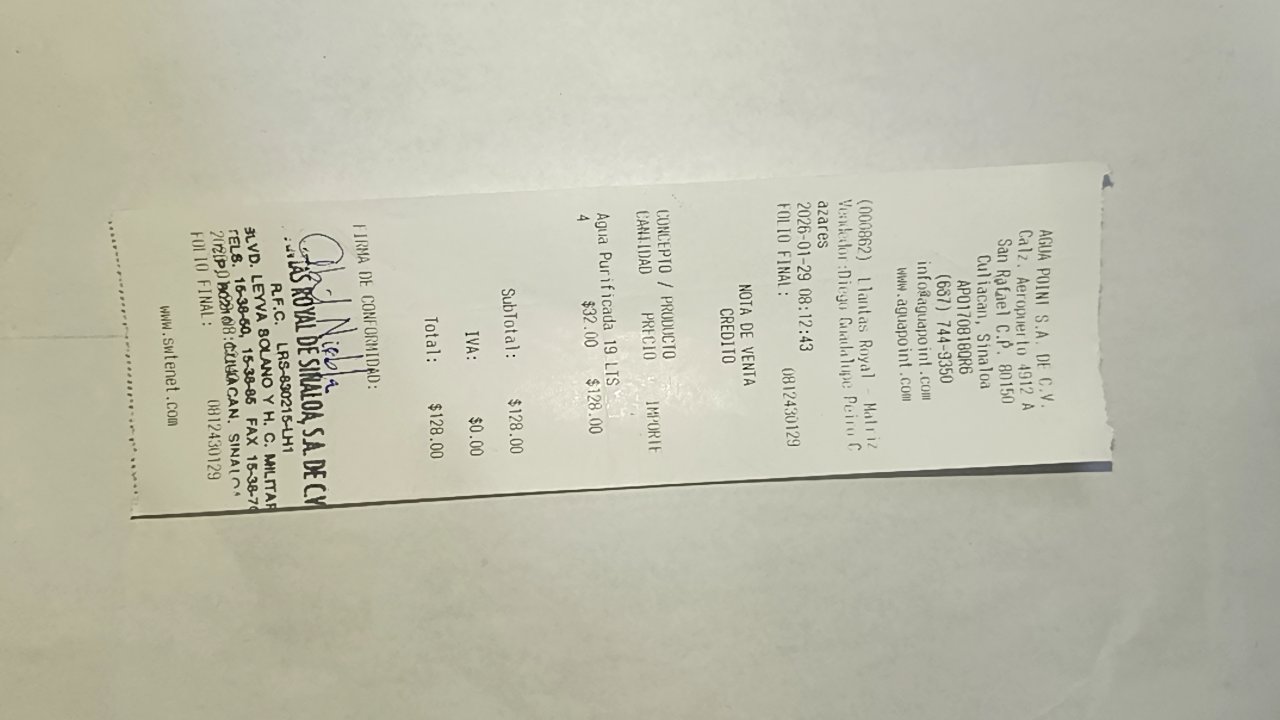 AGUA POINT S.A. DE C.V.
Calz. Aeropuerto 4912 A
San Rafael C.P. 80150
Culiacan, Sinaloa
APO170818QR6
(667) 744-9350
info@aguapoint.com
www.aguapoint.com
(000862) Llantas Royal - Matriz
Vendedor:Diego Guadalupe Peiro C
azares
2026-01-29 08:12:43
FOLIO FINAL: 0812430129
NOTA DE VENTA
CREDITO
CONCEPTO / PRODUCTO
CANTIDAD PRECIO IMPORTE
Agua Purificada 19 LTS
4 $32.00 $128.00
SubTotal: $128.00
IVA: $0.00
Total: $128.00
FIRMA DE CONFORMIDAD:
Niebla
ROYAL DE SINALOA, S.A. DE C.V
R.F.C. LRS-830215-LH1
BLVD. LEYVA SOLANO Y H. C. MILITAR
TELS. 15-38-60, 15-38-85 FAX 15-38-7
CULIACAN, SINALOA
FOLIO FINAL: 0812430129
www.swtenet.com